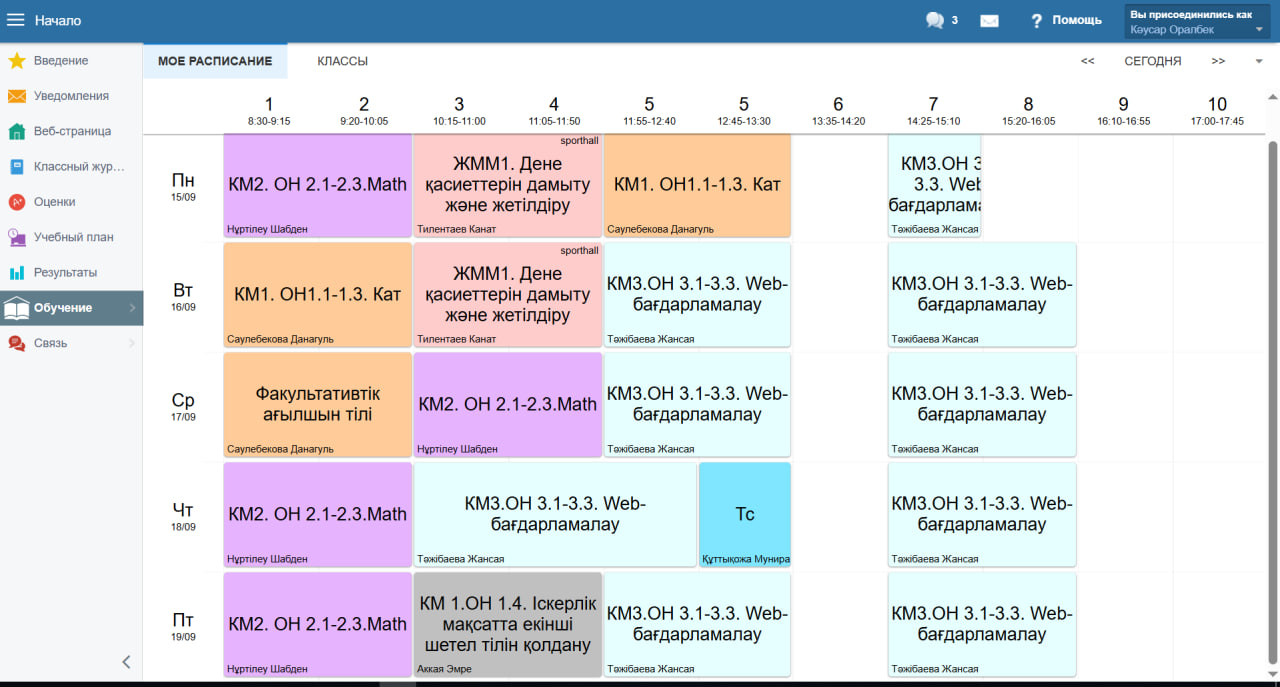 Начало
3
Помощь
Вы присоединились как
Кәусар Оралбек
Введение
Уведомления
Веб-страница
Классный жур...
Оценки
Учебный план
Результаты
Обучение
Связь
МОЕ РАСПИСАНИЕ
КЛАССЫ
<<
СЕГОДНЯ
>>
1
8:30-9:15
2
9:20-10:05
3
10:15-11:00
4
11:05-11:50
5
11:55-12:40
5
12:45-13:30
6
13:35-14:20
7
14:25-15:10
8
15:20-16:05
9
16:10-16:55
10
17:00-17:45
Пн
15/09
КМ2. ОН 2.1-2.3.Math
Нұртілеу Шабден
sporthall
ЖММ1. Дене
қасиеттерін дамыту
және жетілдіру
Тилентаев Канат
КМ1. ОН1.1-1.3. Кат
Саулебекова Данагуль
КМ3.ОН 3
3.3. Web
бағдарлама
Тәжібаева Жансая
Вт
16/09
КМ1. ОН1.1-1.3. Кат
Саулебекова Данагуль
sporthall
ЖММ1. Дене
қасиеттерін дамыту
және жетілдіру
Тилентаев Канат
КМ3.ОН 3.1-3.3. Web-
бағдарламалау
Тәжібаева Жансая
КМ3.ОН 3.1-3.3. Web-
бағдарламалау
Тәжібаева Жансая
Ср
17/09
Факультативтік
ағылшын тілі
Саулебекова Данагуль
КМ2. ОН 2.1-2.3.Math
Нұртілеу Шабден
КМ3.ОН 3.1-3.3. Web-
бағдарламалау
Тәжібаева Жансая
КМ3.ОН 3.1-3.3. Web-
бағдарламалау
Тәжібаева Жансая
Чт
18/09
КМ2. ОН 2.1-2.3.Math
Нұртілеу Шабден
КМ3.ОН 3.1-3.3. Web-
бағдарламалау
Тәжібаева Жансая
Тс
Құттықожа Мунира
КМ3.ОН 3.1-3.3. Web-
бағдарламалау
Тәжібаева Жансая
Пт
19/09
КМ2. ОН 2.1-2.3.Math
Нұртілеу Шабден
КМ 1.ОН 1.4. Іскерлік
мақсатта екінші
шетел тілін қолдану
Аккая Эмре
КМ3.ОН 3.1-3.3. Web-
бағдарламалау
Тәжібаева Жансая
КМ3.ОН 3.1-3.3. Web-
бағдарламалау
Тәжібаева Жансая